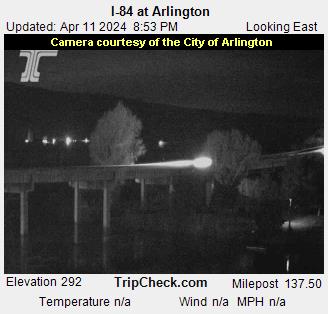 I-84 at Arlington
Updated: Apr 11 2024 8:53 PM Looking East
Camera courtesy of the City of Arlington
Elevation 292 TripCheck.com Milepost 137.50
Temperature n/a Wind n/a MPH n/a